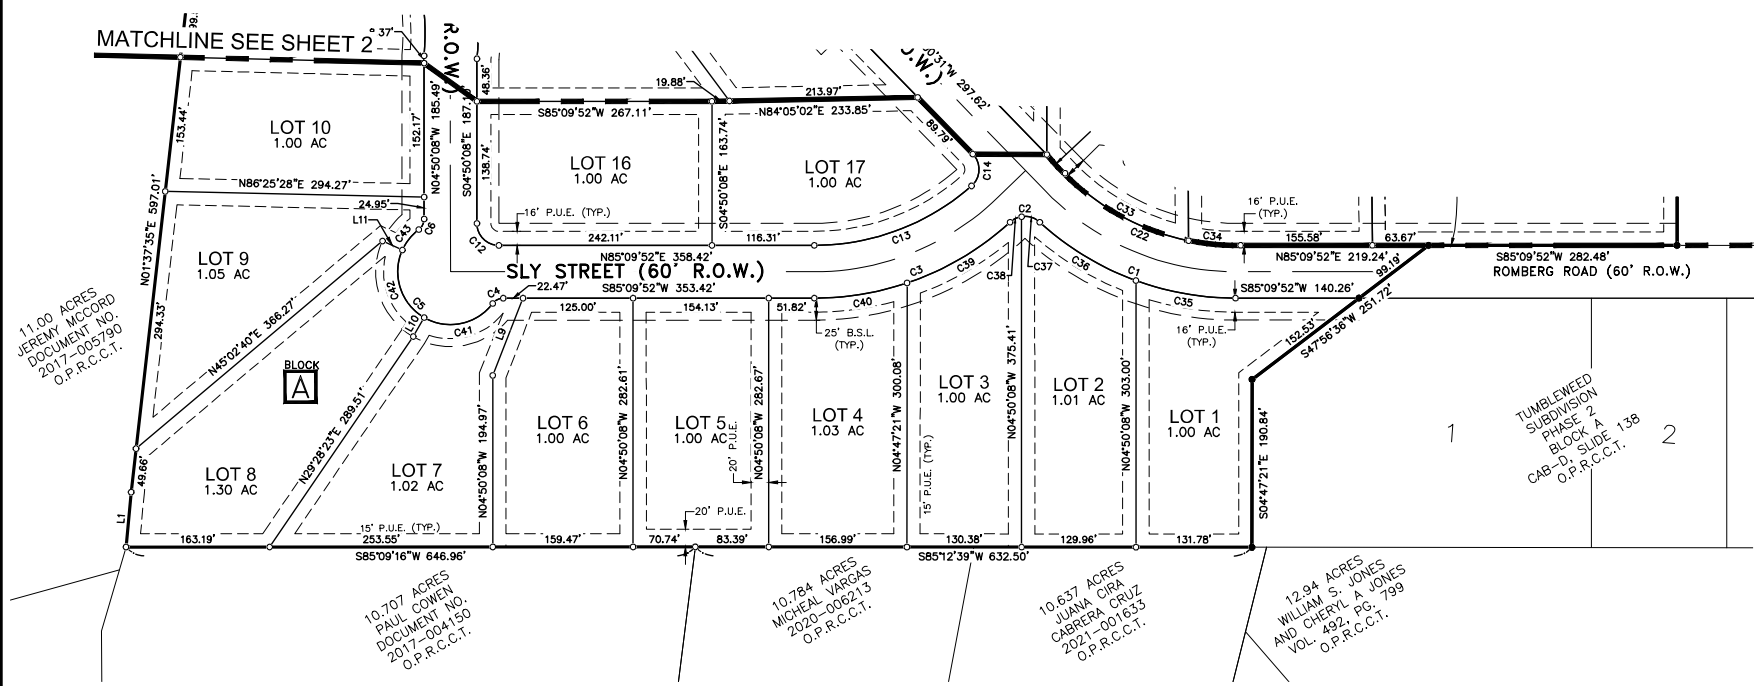 99.
37'
R.O.W.)
MATCHLINE SEE SHEET 2
48.36'
19.88'
213.97'
S85°09'52"W 267.11'
N84°05'02"E 233.85'
297.62'
89.79'
153.44'
LOT 10
1.00 AC
152.17'
N04°50'08"W 185.49'
138.74'
LOT 16
1.00 AC
S04°50'08"E 163.74'
LOT 17
1.00 AC
C14
N86°25'28"E 294.27'
24.95'
L11
C43
C6
16' P.U.E. (TYP.)
C12
242.11'
116.31'
C13
N85°09'52"E 358.42'
C2
C33
C22
C34
16' P.U.E.
(TYP.)
155.58'
63.67'
N85°09'52"E 219.24'
S85°09'52"W 282.48'
ROMBERG ROAD (60' R.O.W.)
N01°37'35"E 597.01'
LOT 9
1.05 AC
SLY STREET (60' R.O.W.)
22.47'
S85°09'52"W 353.42'
C3
C39
C38
C37
C36
C1
99.19'
S85°09'52"W 140.26'
C42
C5
C4
C41
L10
L9
125.00'
154.13'
51.82'
C40
C35
294.33'
N45°02'40"E 366.27'
25' B.S.L.
(TYP.)
16' P.U.E.
(TYP.)
152.53'
S47°56'36"W 251.72'
11.00 ACRES
JEREMY MCCORD
DOCUMENT NO.
2017-005790
O.P.R.C.C.T.
BLOCK
A
N29°28'23"E 289.51'
N04°50'08"W 194.97'
LOT 6
1.00 AC
N04°50'08"W 282.61'
LOT 5
1.00 AC
20' P.U.E.
N04°50'08"W 282.67'
LOT 4
1.03 AC
N04°47'21"W 300.08'
LOT 3
1.00 AC
15' P.U.E. (TYP.)
N04°50'08"W 375.41'
LOT 2
1.01 AC
N04°50'08"W 303.00'
LOT 1
1.00 AC
S04°47'21"E 190.84'
1
2
TUMBLEWEED
SUBDIVISION
PHASE 2
BLOCK A
CAB-D, SLIDE 138
O.P.R.C.C.T.
49.66'
L1
LOT 8
1.30 AC
LOT 7
1.02 AC
15' P.U.E. (TYP.)
20' P.U.E.
163.19'
253.55'
159.47'
70.74'
83.39'
156.99'
130.38'
129.96'
131.78'
S85°09'16"W 646.96'
S85°12'39"W 632.50'
10.707 ACRES
PAUL COWEN
DOCUMENT NO.
2017-004150
O.P.R.C.C.T.
10.784 ACRES
MICHEAL VARGAS
2020-006213
O.P.R.C.C.T.
10.637 ACRES
JUANA CIRA
CABRERA CRUZ
2021-001633
O.P.R.C.C.T.
12.94 ACRES
WILLIAM S. JONES
AND CHERYL A JONES
VOL. 492, PG. 799
O.P.R.C.C.T.